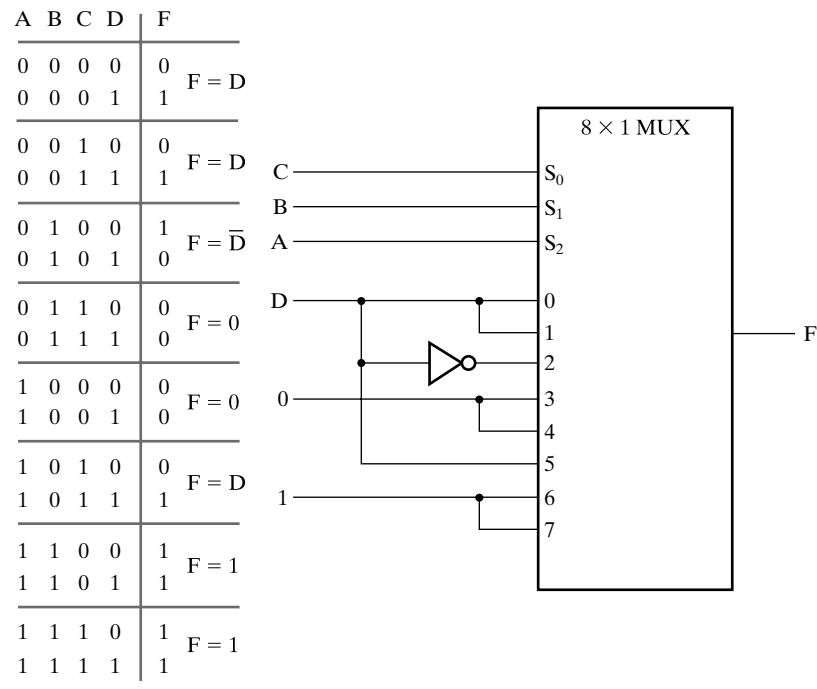 A B C D F
0 0 0 0 0
F = D
0 0 0 1 1
0 0 1 0 0
F = D
0 0 1 1 1
0 1 0 0 1
F = D̅
0 1 0 1 0
0 1 1 0 0
F = 0
0 1 1 1 0
1 0 0 0 0
F = 0
1 0 0 1 0
1 0 1 0 0
F = D
1 0 1 1 1
1 1 0 0 1
F = 1
1 1 0 1 1
1 1 1 0 1
F = 1
1 1 1 1 1
8 × 1 MUX
C S₀
B S₁
A S₂
D 0
1
2
0 3
4
5
1 6
7
F